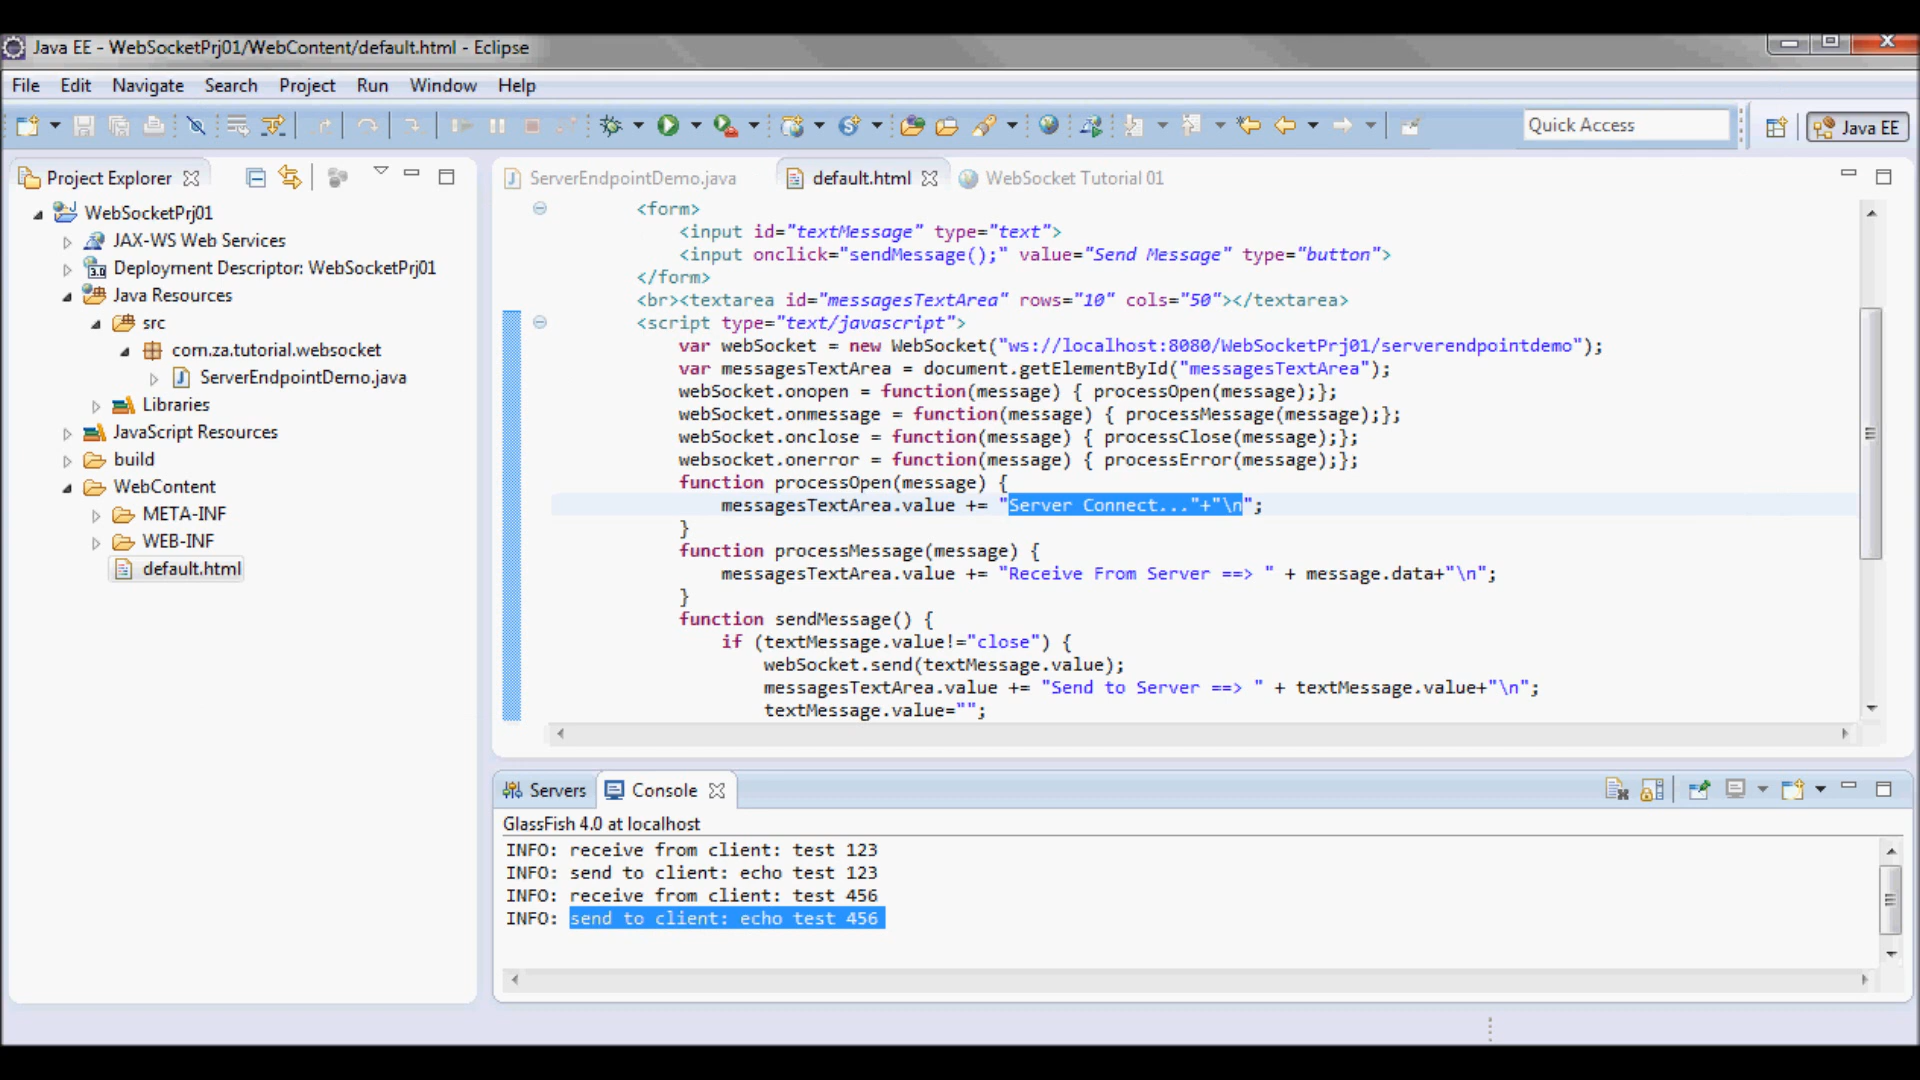 Java EE - WebSocketPrj01/WebContent/default.html - Eclipse
File Edit Navigate Search Project Run Window Help
Quick Access
Java EE
Project Explorer
WebSocketPrj01
JAX-WS Web Services
3.0 Deployment Descriptor: WebSocketPrj01
Java Resources
src
com.za.tutorial.websocket
ServerEndpointDemo.java
Libraries
JavaScript Resources
build
WebContent
META-INF
WEB-INF
default.html
ServerEndpointDemo.java default.html WebSocket Tutorial 01
<form>
<input id="textMessage" type="text">
<input onclick="sendMessage();" value="Send Message" type="button">
</form>
<br><textarea id="messagesTextArea" rows="10" cols="50"></textarea>
<script type="text/javascript">
var webSocket = new WebSocket("ws://localhost:8080/WebSocketPrj01/serverendpointdemo");
var messagesTextArea = document.getElementById("messagesTextArea");
webSocket.onopen = function(message) { processOpen(message);};
webSocket.onmessage = function(message) { processMessage(message);};
webSocket.onclose = function(message) { processClose(message);};
websocket.onerror = function(message) { processError(message);};
function processOpen(message) {
messagesTextArea.value += "Server Connect..."+"\n";
}
function processMessage(message) {
messagesTextArea.value += "Receive From Server ==> " + message.data+"\n";
}
function sendMessage() {
if (textMessage.value!="close") {
webSocket.send(textMessage.value);
messagesTextArea.value += "Send to Server ==> " + textMessage.value+"\n";
textMessage.value="";
Servers Console
GlassFish 4.0 at localhost
INFO: receive from client: test 123
INFO: send to client: echo test 123
INFO: receive from client: test 456
INFO: send to client: echo test 456